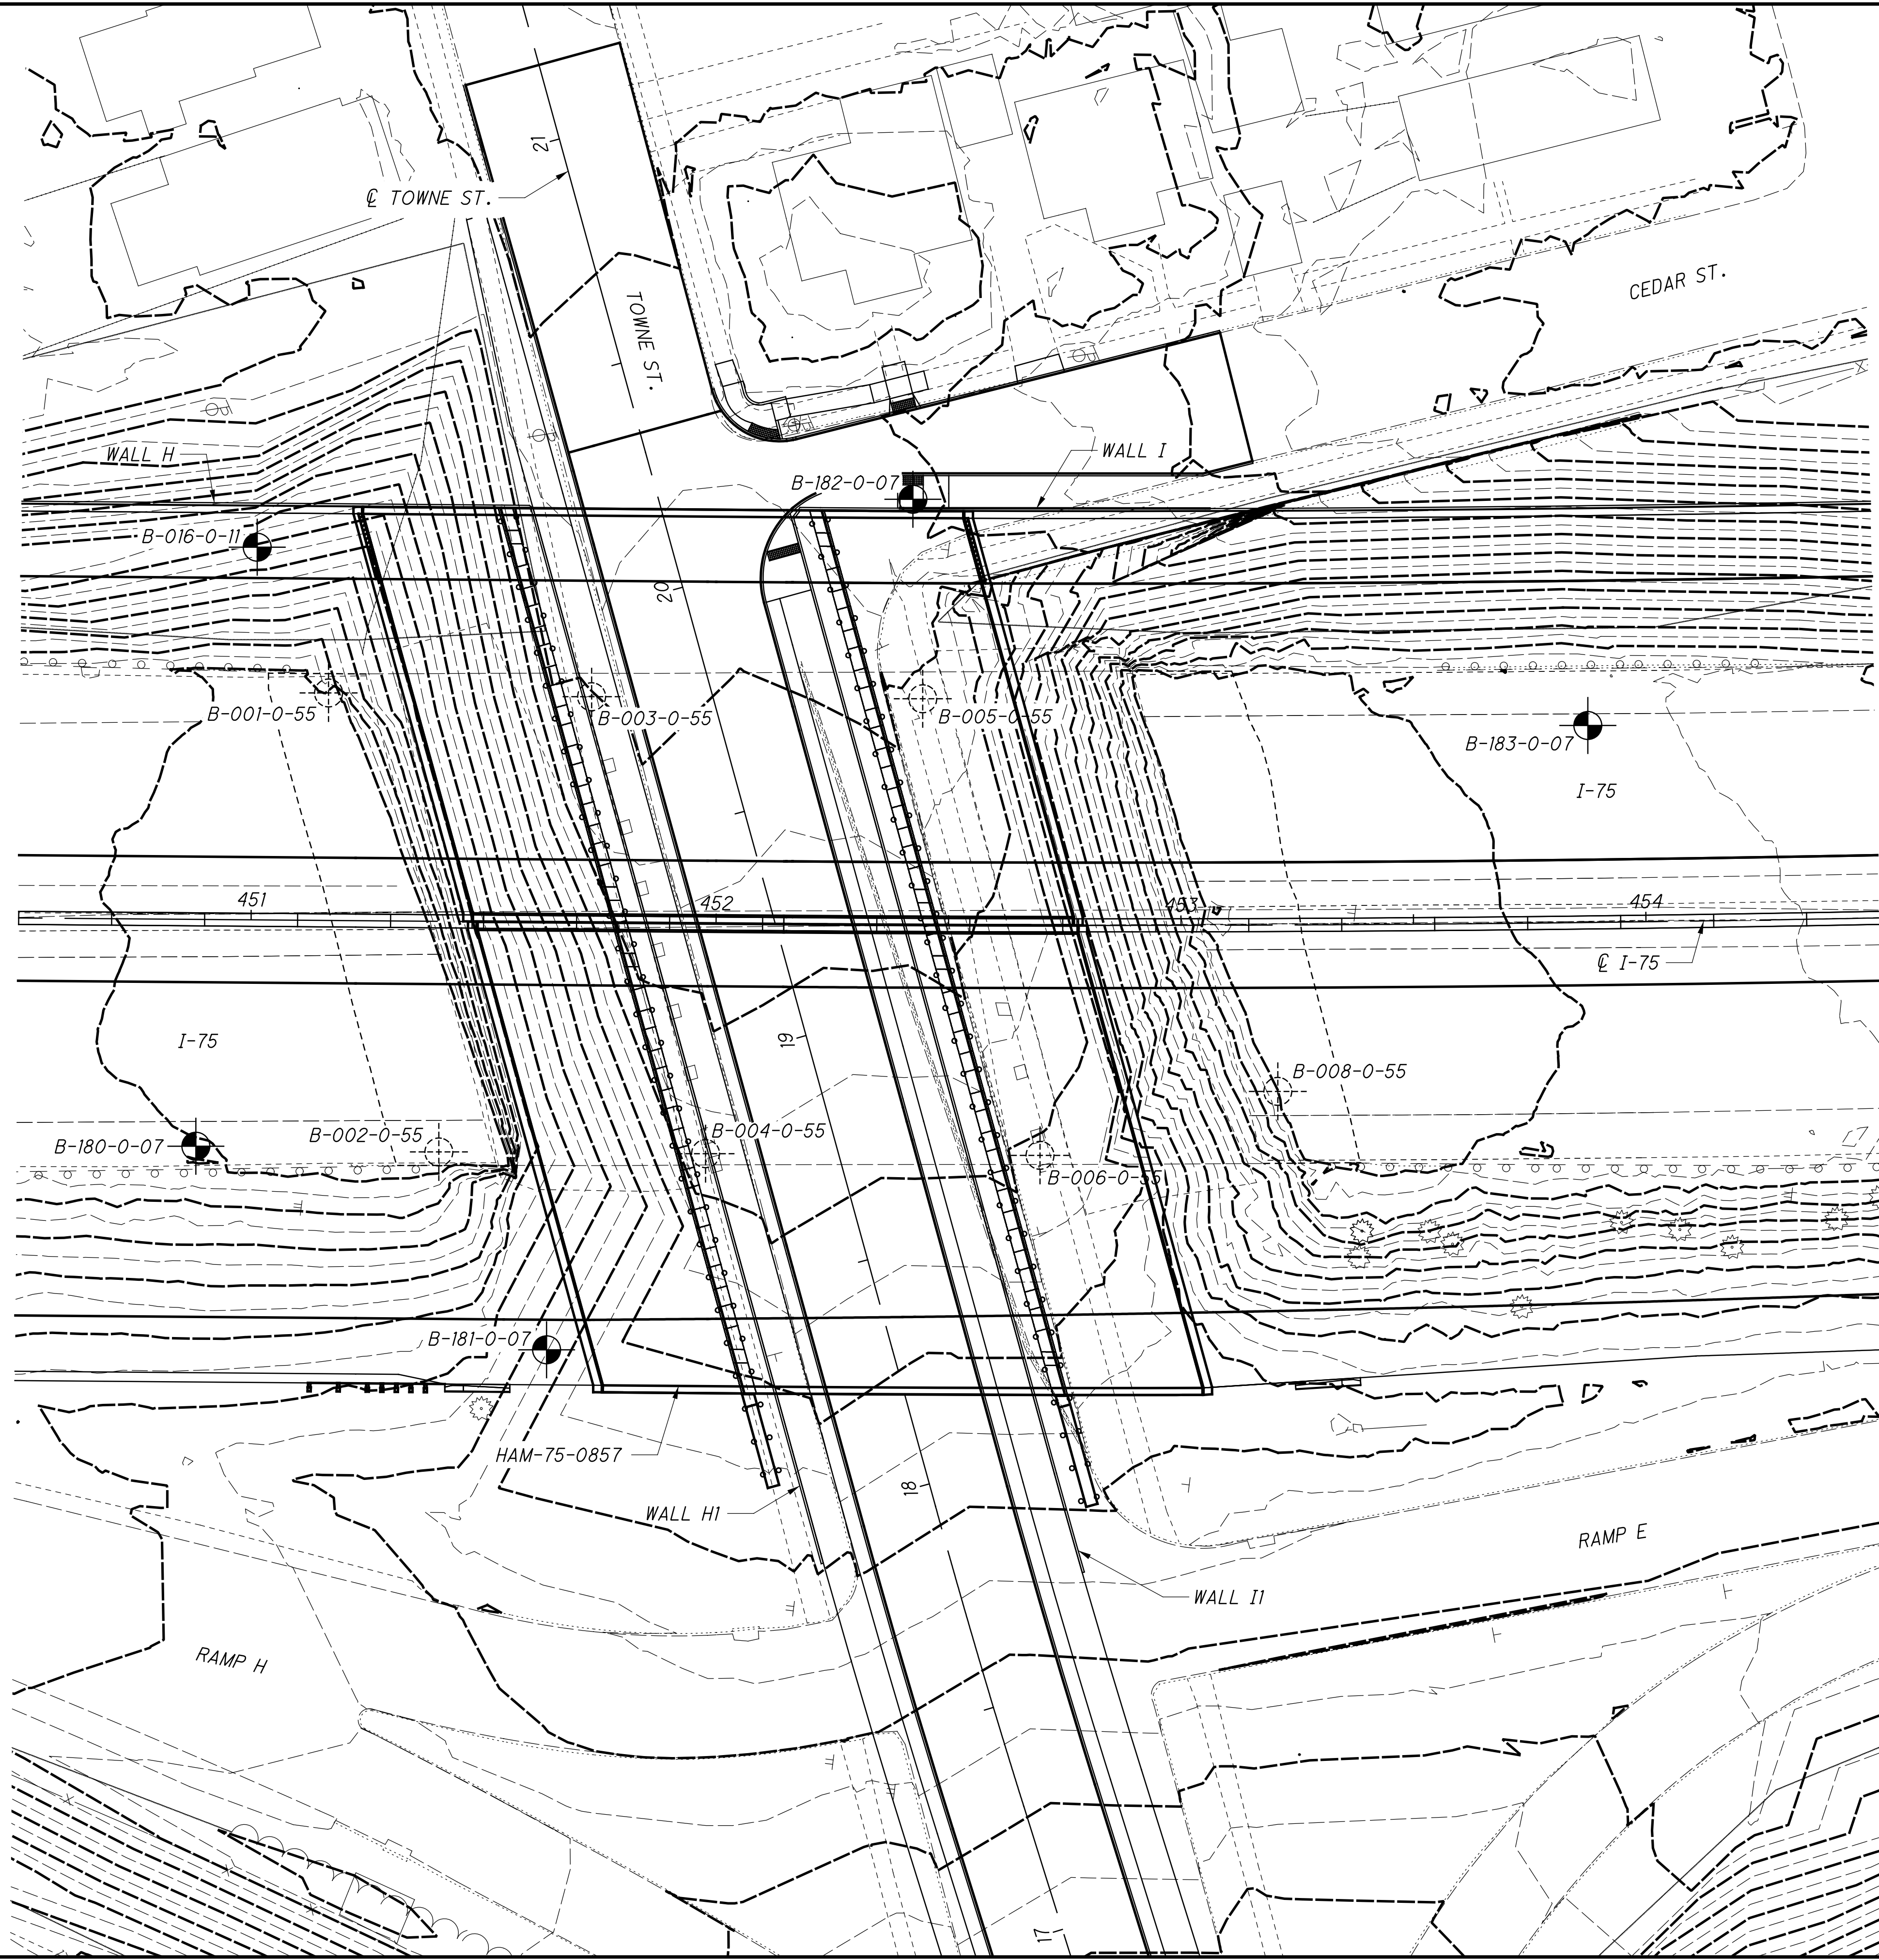 21
℄ TOWNE ST.
TOWNE ST.
CEDAR ST.
WALL H
WALL I
B-182-0-07
B-016-0-11
20
B-001-0-55
B-003-0-55
B-005-0-55
B-183-0-07
I-75
451
452
453
454
℄ I-75
I-75
19
B-008-0-55
B-180-0-07
B-002-0-55
B-004-0-55
B-006-0-55
B-181-0-07
HAM-75-0857
18
WALL H1
RAMP E
WALL I1
RAMP H
17